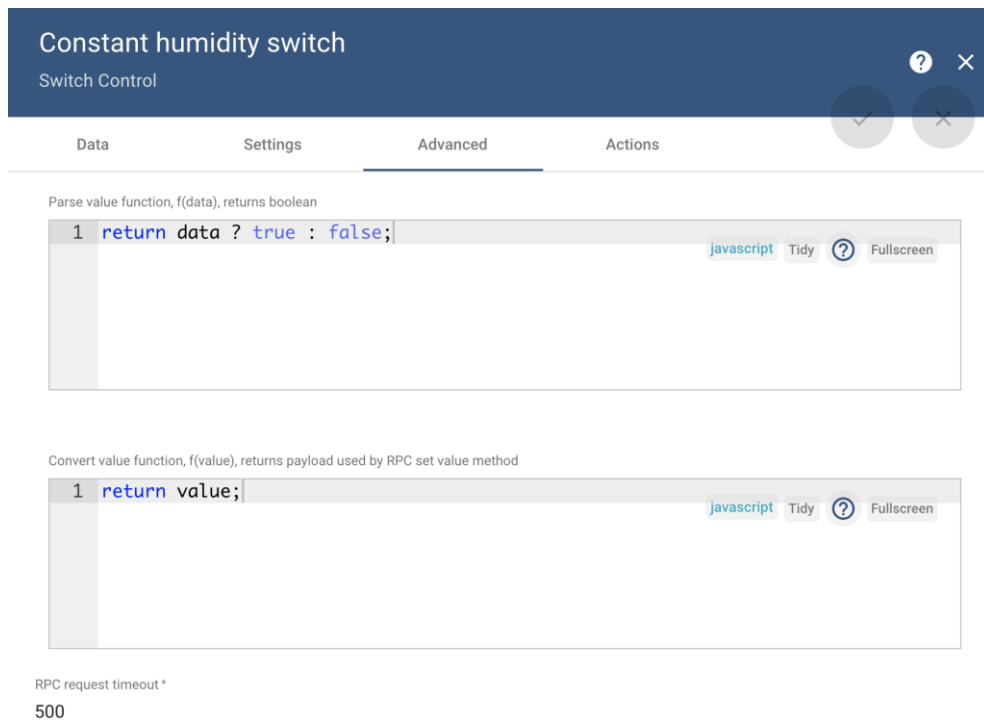 Constant humidity switch
Switch Control
Data Settings Advanced Actions
Parse value function, f(data), returns boolean
1 return data ? true : false;
javascript Tidy Fullscreen
Convert value function, f(value), returns payload used by RPC set value method
1 return value;
javascript Tidy Fullscreen
RPC request timeout *
500